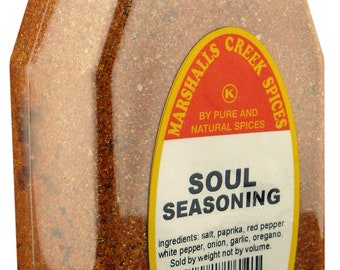 MARSHALLS CREEK SPICES
K
BY PURE AND
NATURAL SPICES
SOUL
SEASONING
ingredients: salt, paprika, red pepper
white pepper, onion, garlic, oregano.
Sold by weight not by volume.